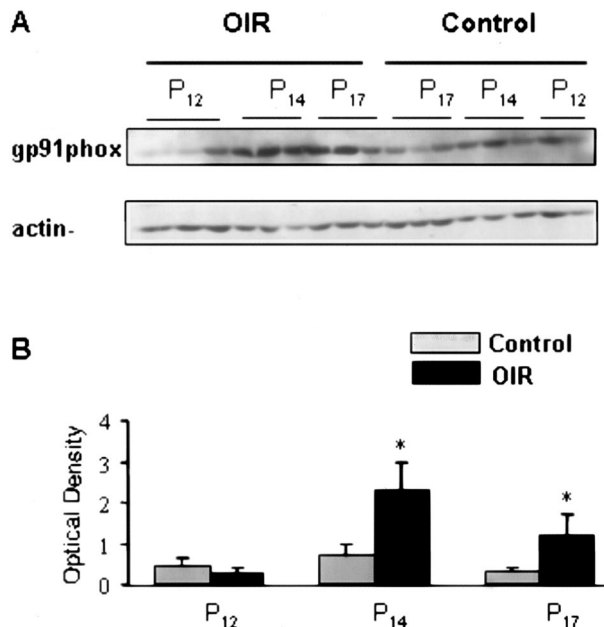 A
OIR Control
P12 P14 P17 P17 P14 P12
gp91phox
actin-
B
Control
OIR
Optical Density
4
3
2
1
0
* *
P12 P14 P17